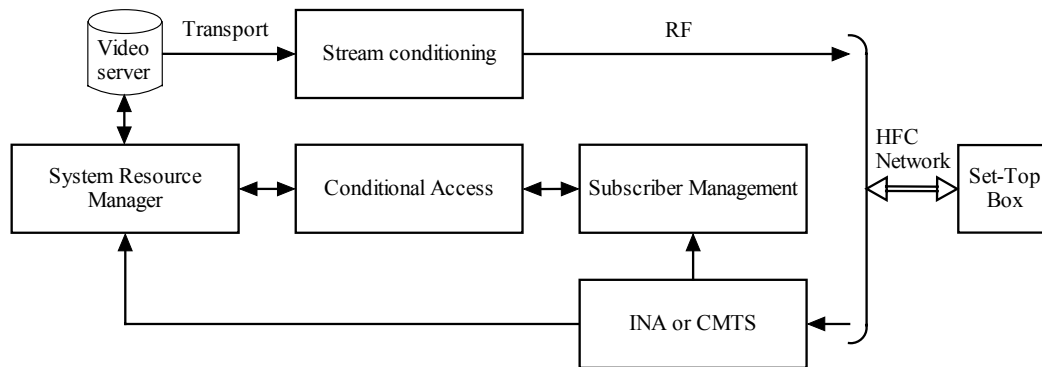 Video
server
Transport
Stream conditioning
RF
System Resource
Manager
Conditional Access
Subscriber Management
HFC
Network
Set-Top
Box
INA or CMTS